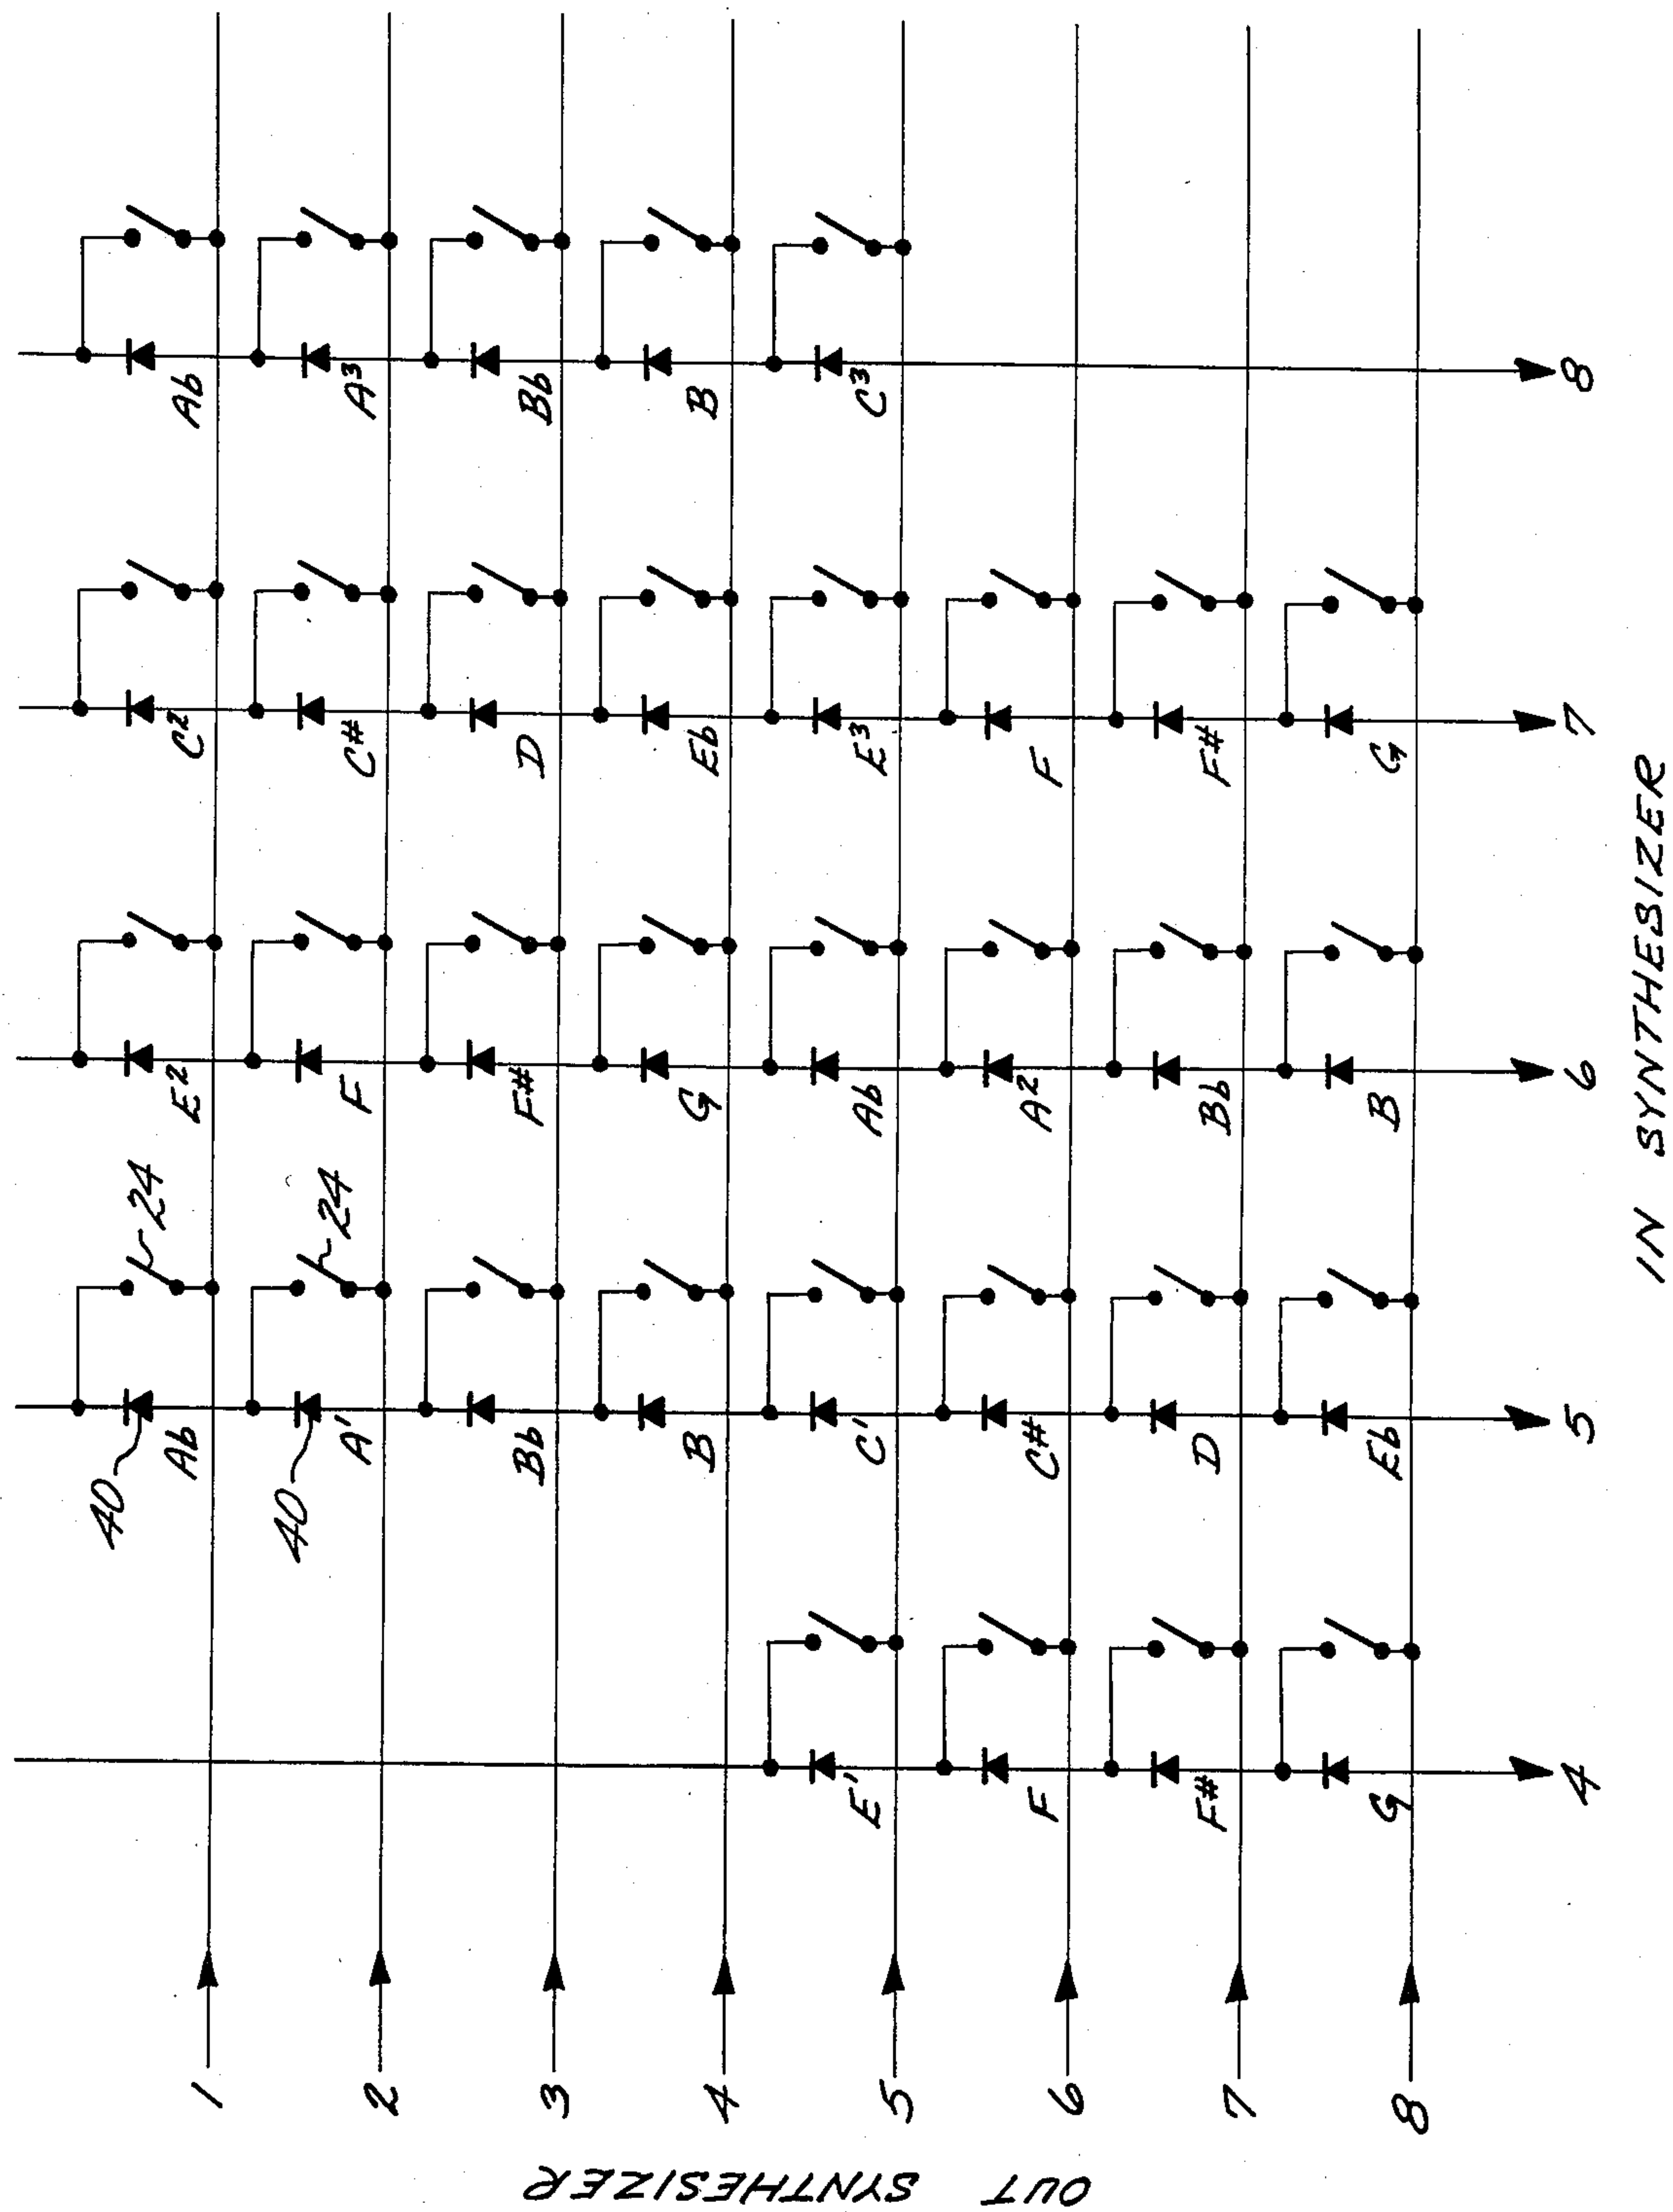 OUT SYNTHESIZER
40
24
1
Ab
E²
C²
Ab
40
24
2
A'
F
C#
A³
3
Bb
F#
D
Bb
4
B
G
Eb
B
5
E'
C'
Ab
E³
C³
6
F
C#
A²
F
7
F#
D
Bb
F#
8
G
Eb
B
G
4 5 6 7 8
IN SYNTHESIZER